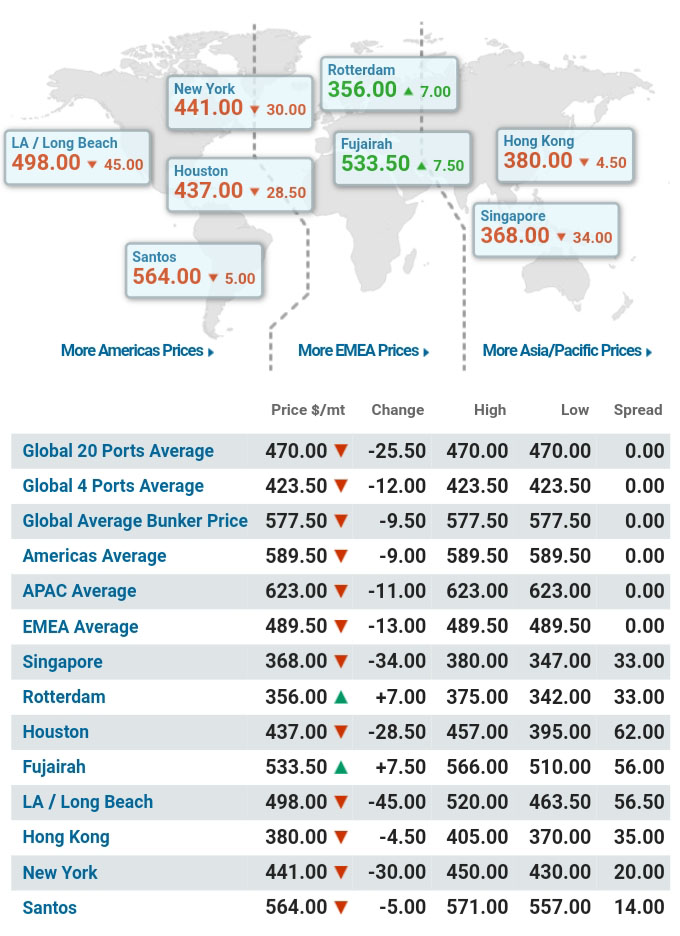 Rotterdam
356.00 ▲ 7.00
New York
441.00 ▼ 30.00
LA / Long Beach
498.00 ▼ 45.00
Fujairah
533.50 ▲ 7.50
Hong Kong
380.00 ▼ 4.50
Houston
437.00 ▼ 28.50
Singapore
368.00 ▼ 34.00
Santos
564.00 ▼ 5.00
More Americas Prices ▸ More EMEA Prices ▸ More Asia/Pacific Prices ▸
Price $/mt Change High Low Spread
Global 20 Ports Average 470.00 ▼ -25.50 470.00 470.00 0.00
Global 4 Ports Average 423.50 ▼ -12.00 423.50 423.50 0.00
Global Average Bunker Price 577.50 ▼ -9.50 577.50 577.50 0.00
Americas Average 589.50 ▼ -9.00 589.50 589.50 0.00
APAC Average 623.00 ▼ -11.00 623.00 623.00 0.00
EMEA Average 489.50 ▼ -13.00 489.50 489.50 0.00
Singapore 368.00 ▼ -34.00 380.00 347.00 33.00
Rotterdam 356.00 ▲ +7.00 375.00 342.00 33.00
Houston 437.00 ▼ -28.50 457.00 395.00 62.00
Fujairah 533.50 ▲ +7.50 566.00 510.00 56.00
LA / Long Beach 498.00 ▼ -45.00 520.00 463.50 56.50
Hong Kong 380.00 ▼ -4.50 405.00 370.00 35.00
New York 441.00 ▼ -30.00 450.00 430.00 20.00
Santos 564.00 ▼ -5.00 571.00 557.00 14.00